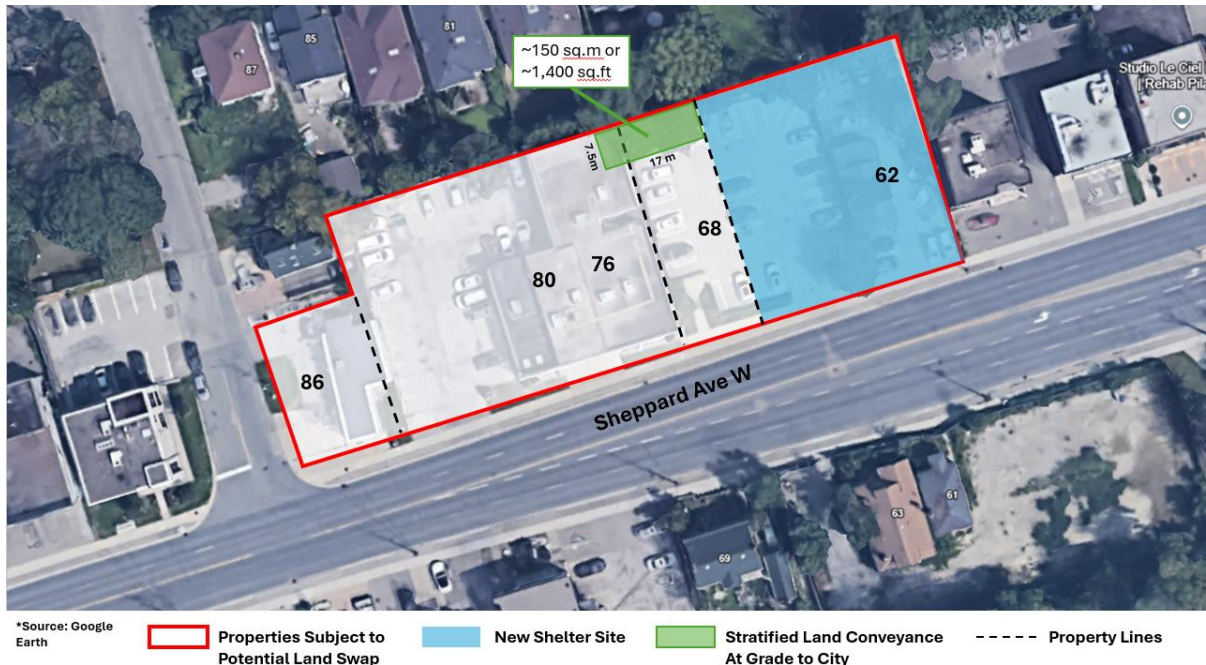 ~150 sq.m or
~1,400 sq.ft
87
85
81
Studio Le Ciel
| Rehab Pila
7.5m
17 m
62
68
76
80
86
Sheppard Ave W
63
61
69
*Source: Google
Earth
Properties Subject to
Potential Land Swap
New Shelter Site
Stratified Land Conveyance
At Grade to City
Property Lines